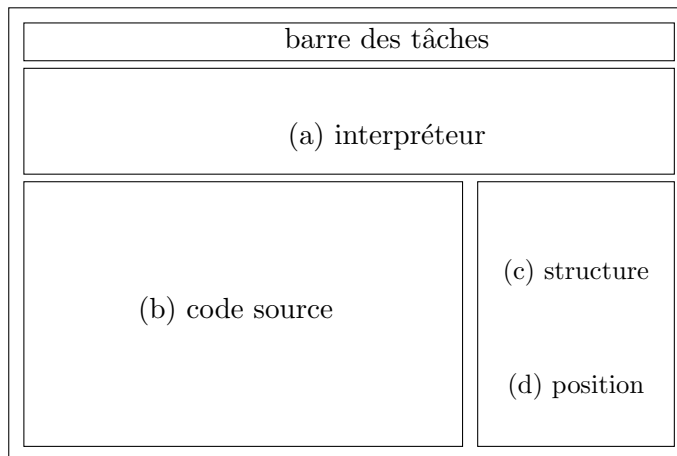 barre des tâches
(a) interpréteur
(b) code source
(c) structure
(d) position